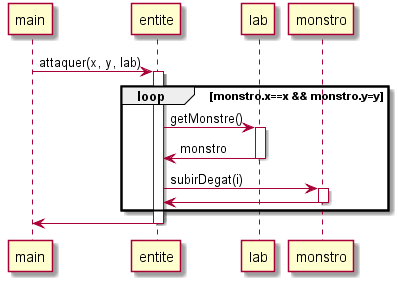 main entite lab monstro
attaquer(x, y, lab)
loop [monstro.x==x && monstro.y=y]
getMonstre()
monstro
subirDegat(i)
main entite lab monstro